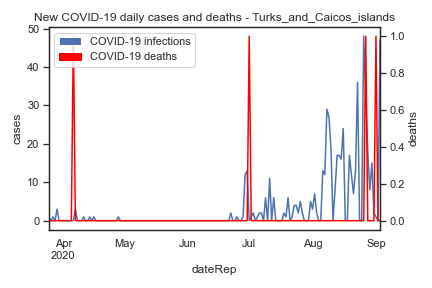 New COVID-19 daily cases and deaths - Turks_and_Caicos_islands
COVID-19 infections
COVID-19 deaths
50
40
30
20
10
0
cases
1.0
0.8
0.6
0.4
0.2
0.0
deaths
Apr
2020
May
Jun
Jul
Aug
Sep
dateRep